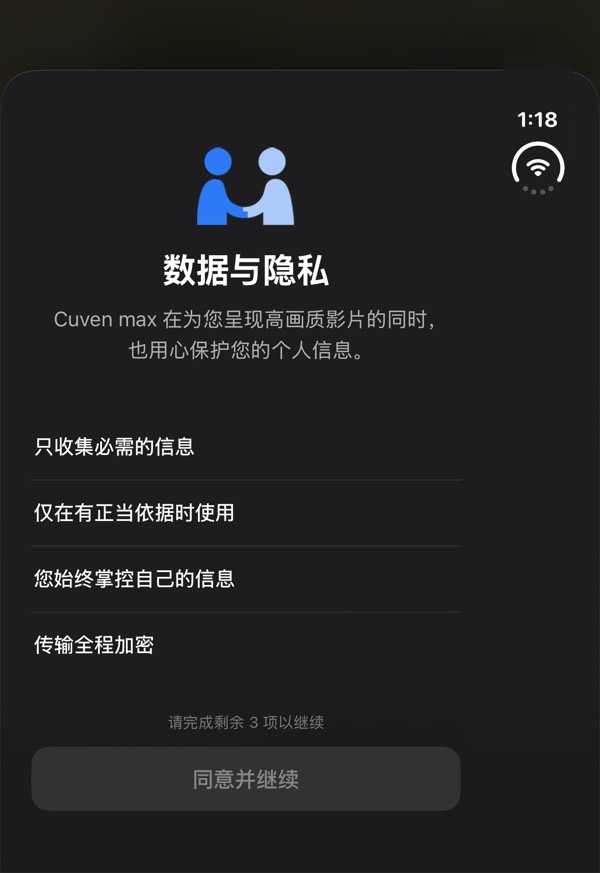 1:18
数据与隐私
Cuven max 在为您呈现高画质影片的同时，
也用心保护您的个人信息。
只收集必需的信息
仅在有正当依据时使用
您始终掌控自己的信息
传输全程加密
请完成剩余 3 项以继续
同意并继续